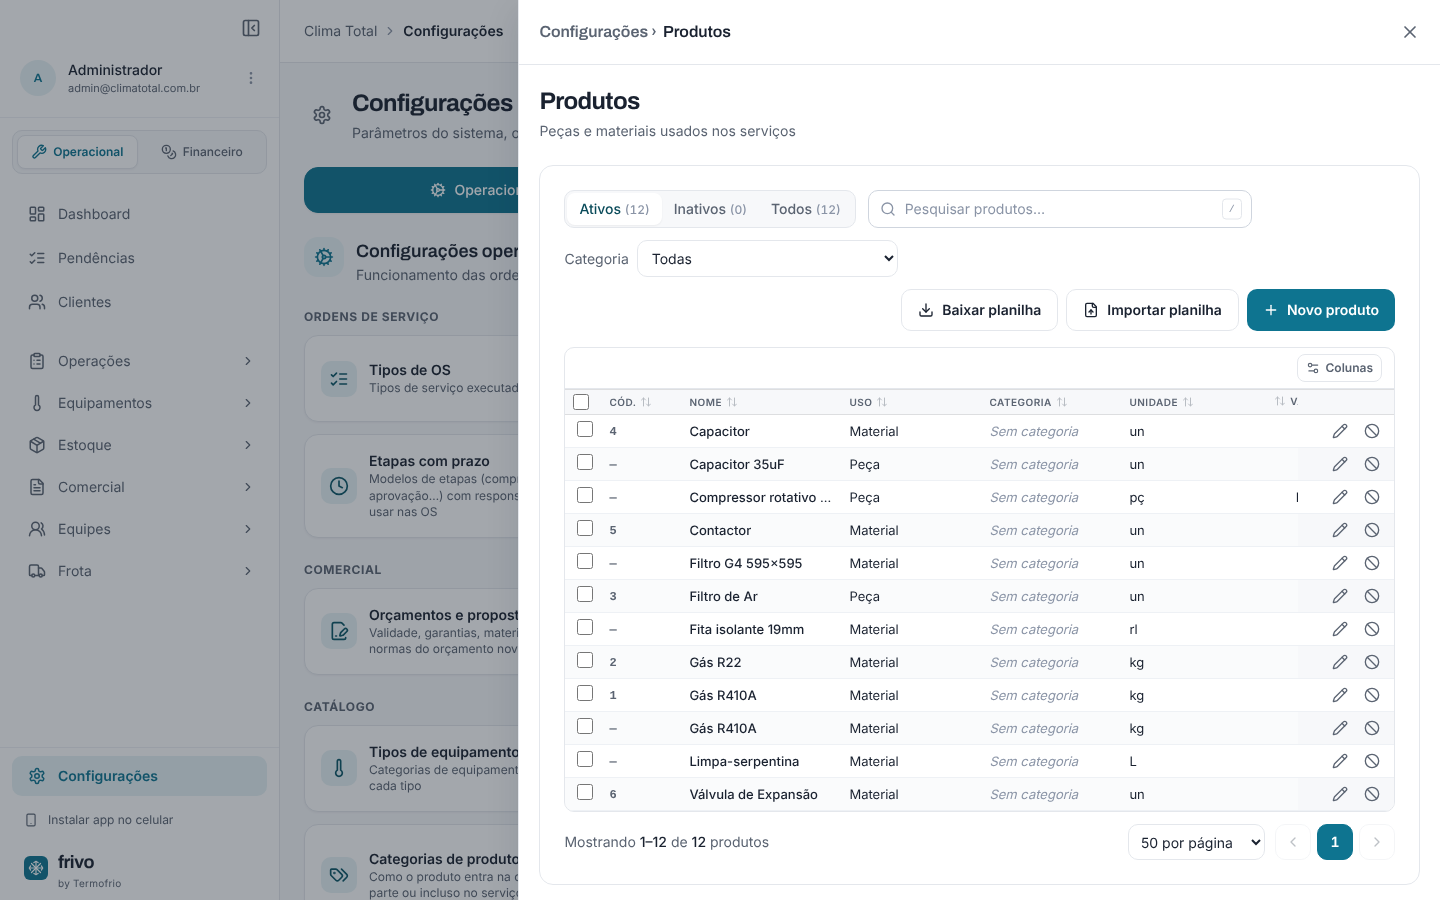 A
Administrador
admin@climatotal.com.br
Operacional
Financeiro
Dashboard
Pendências
Clientes
Operações
Equipamentos
Estoque
Comercial
Equipes
Frota
Configurações
Instalar app no celular
frivo
by Termofrio
Clima Total > Configurações
Configurações
Parâmetros do sistema, c
Operacion
Configurações oper
Funcionamento das orde
ORDENS DE SERVIÇO
Tipos de OS
Tipos de serviço executad
Etapas com prazo
Modelos de etapas (comp
aprovação...) com respons
usar nas OS
COMERCIAL
Orçamentos e propost
Validade, garantias, materi
normas do orçamento nov
CATÁLOGO
Tipos de equipamento
Categorias de equipament
cada tipo
Categorias de produto
Como o produto entra na c
parte ou incluso no serviço
Configurações › Produtos
Produtos
Peças e materiais usados nos serviços
Ativos (12)
Inativos (0)
Todos (12)
Pesquisar produtos...
/
Categoria
Todas
Baixar planilha
Importar planilha
Novo produto
Colunas
CÓD. NOME USO CATEGORIA UNIDADE V
4 Capacitor Material Sem categoria un
– Capacitor 35uF Peça Sem categoria un
– Compressor rotativo ... Peça Sem categoria pç
5 Contactor Material Sem categoria un
– Filtro G4 595×595 Material Sem categoria un
3 Filtro de Ar Peça Sem categoria un
– Fita isolante 19mm Material Sem categoria rl
2 Gás R22 Material Sem categoria kg
1 Gás R410A Material Sem categoria kg
– Gás R410A Material Sem categoria kg
– Limpa-serpentina Material Sem categoria L
6 Válvula de Expansão Material Sem categoria un
Mostrando 1–12 de 12 produtos
50 por página
1